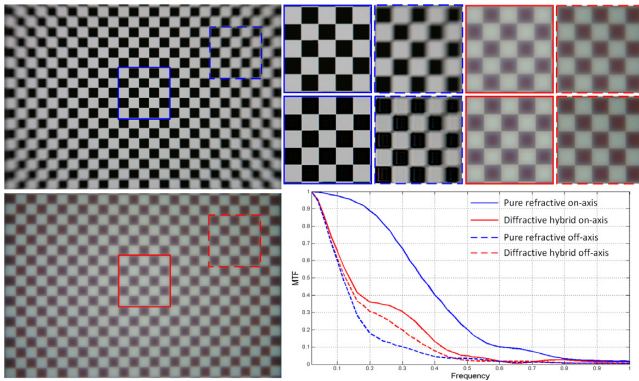 Pure refractive on-axis
Diffractive hybrid on-axis
Pure refractive off-axis
Diffractive hybrid off-axis
MTF
1
0.9
0.8
0.7
0.6
0.5
0.4
0.3
0.2
0.1
0
0.1 0.2 0.3 0.4 0.5 0.6 0.7 0.8 0.9 1
Frequency